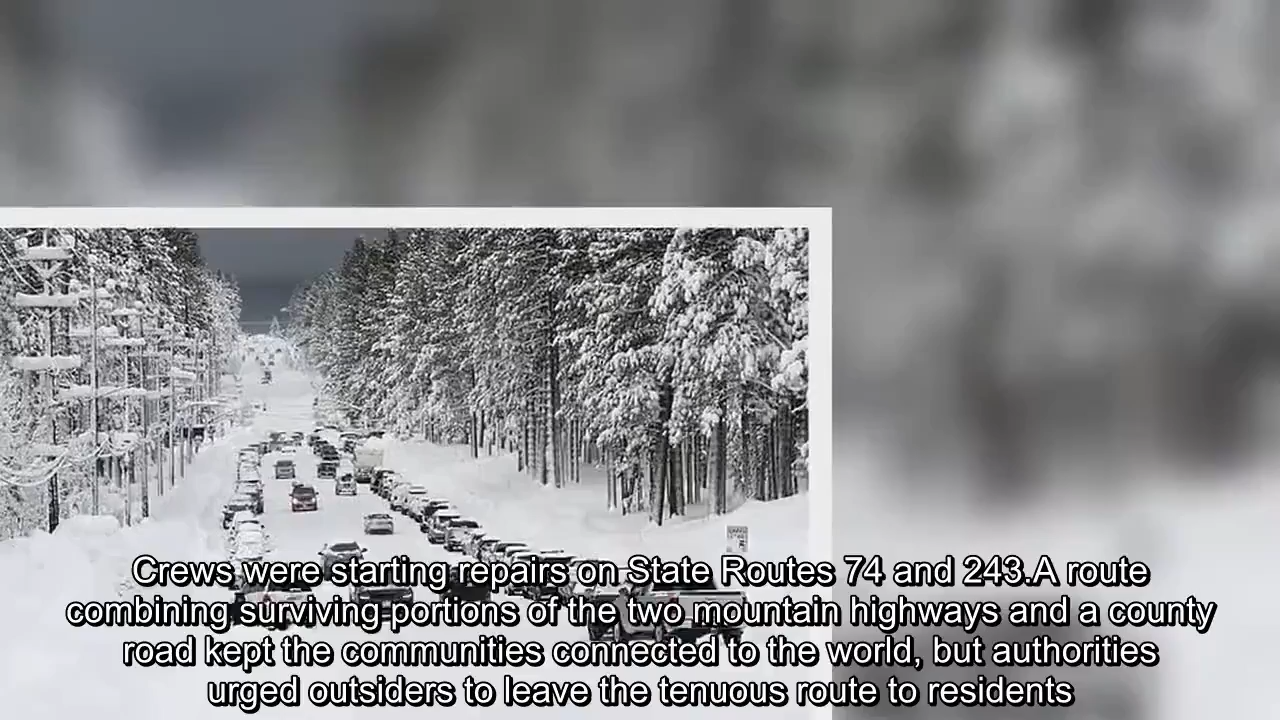 Crews were starting repairs on State Routes 74 and 243.A route
combining surviving portions of the two mountain highways and a county
road kept the communities connected to the world, but authorities
urged outsiders to leave the tenuous route to residents